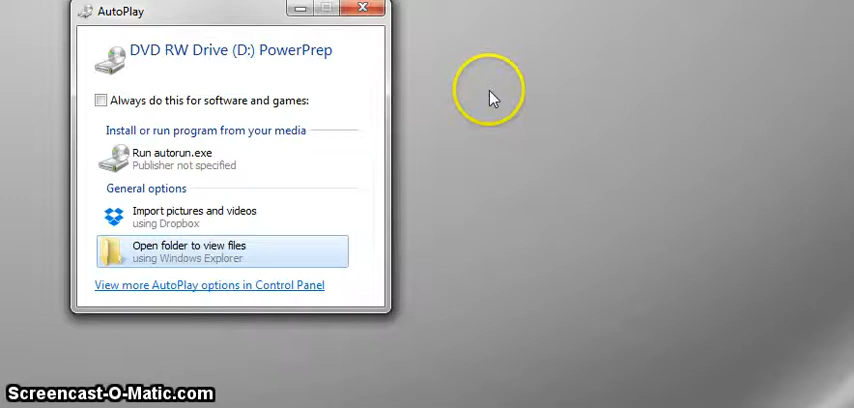 AutoPlay
DVD RW Drive (D:) PowerPrep
Always do this for software and games:
Install or run program from your media
Run autorun.exe
Publisher not specified
General options
Import pictures and videos
using Dropbox
Open folder to view files
using Windows Explorer
View more AutoPlay options in Control Panel
Screencast-O-Matic.com